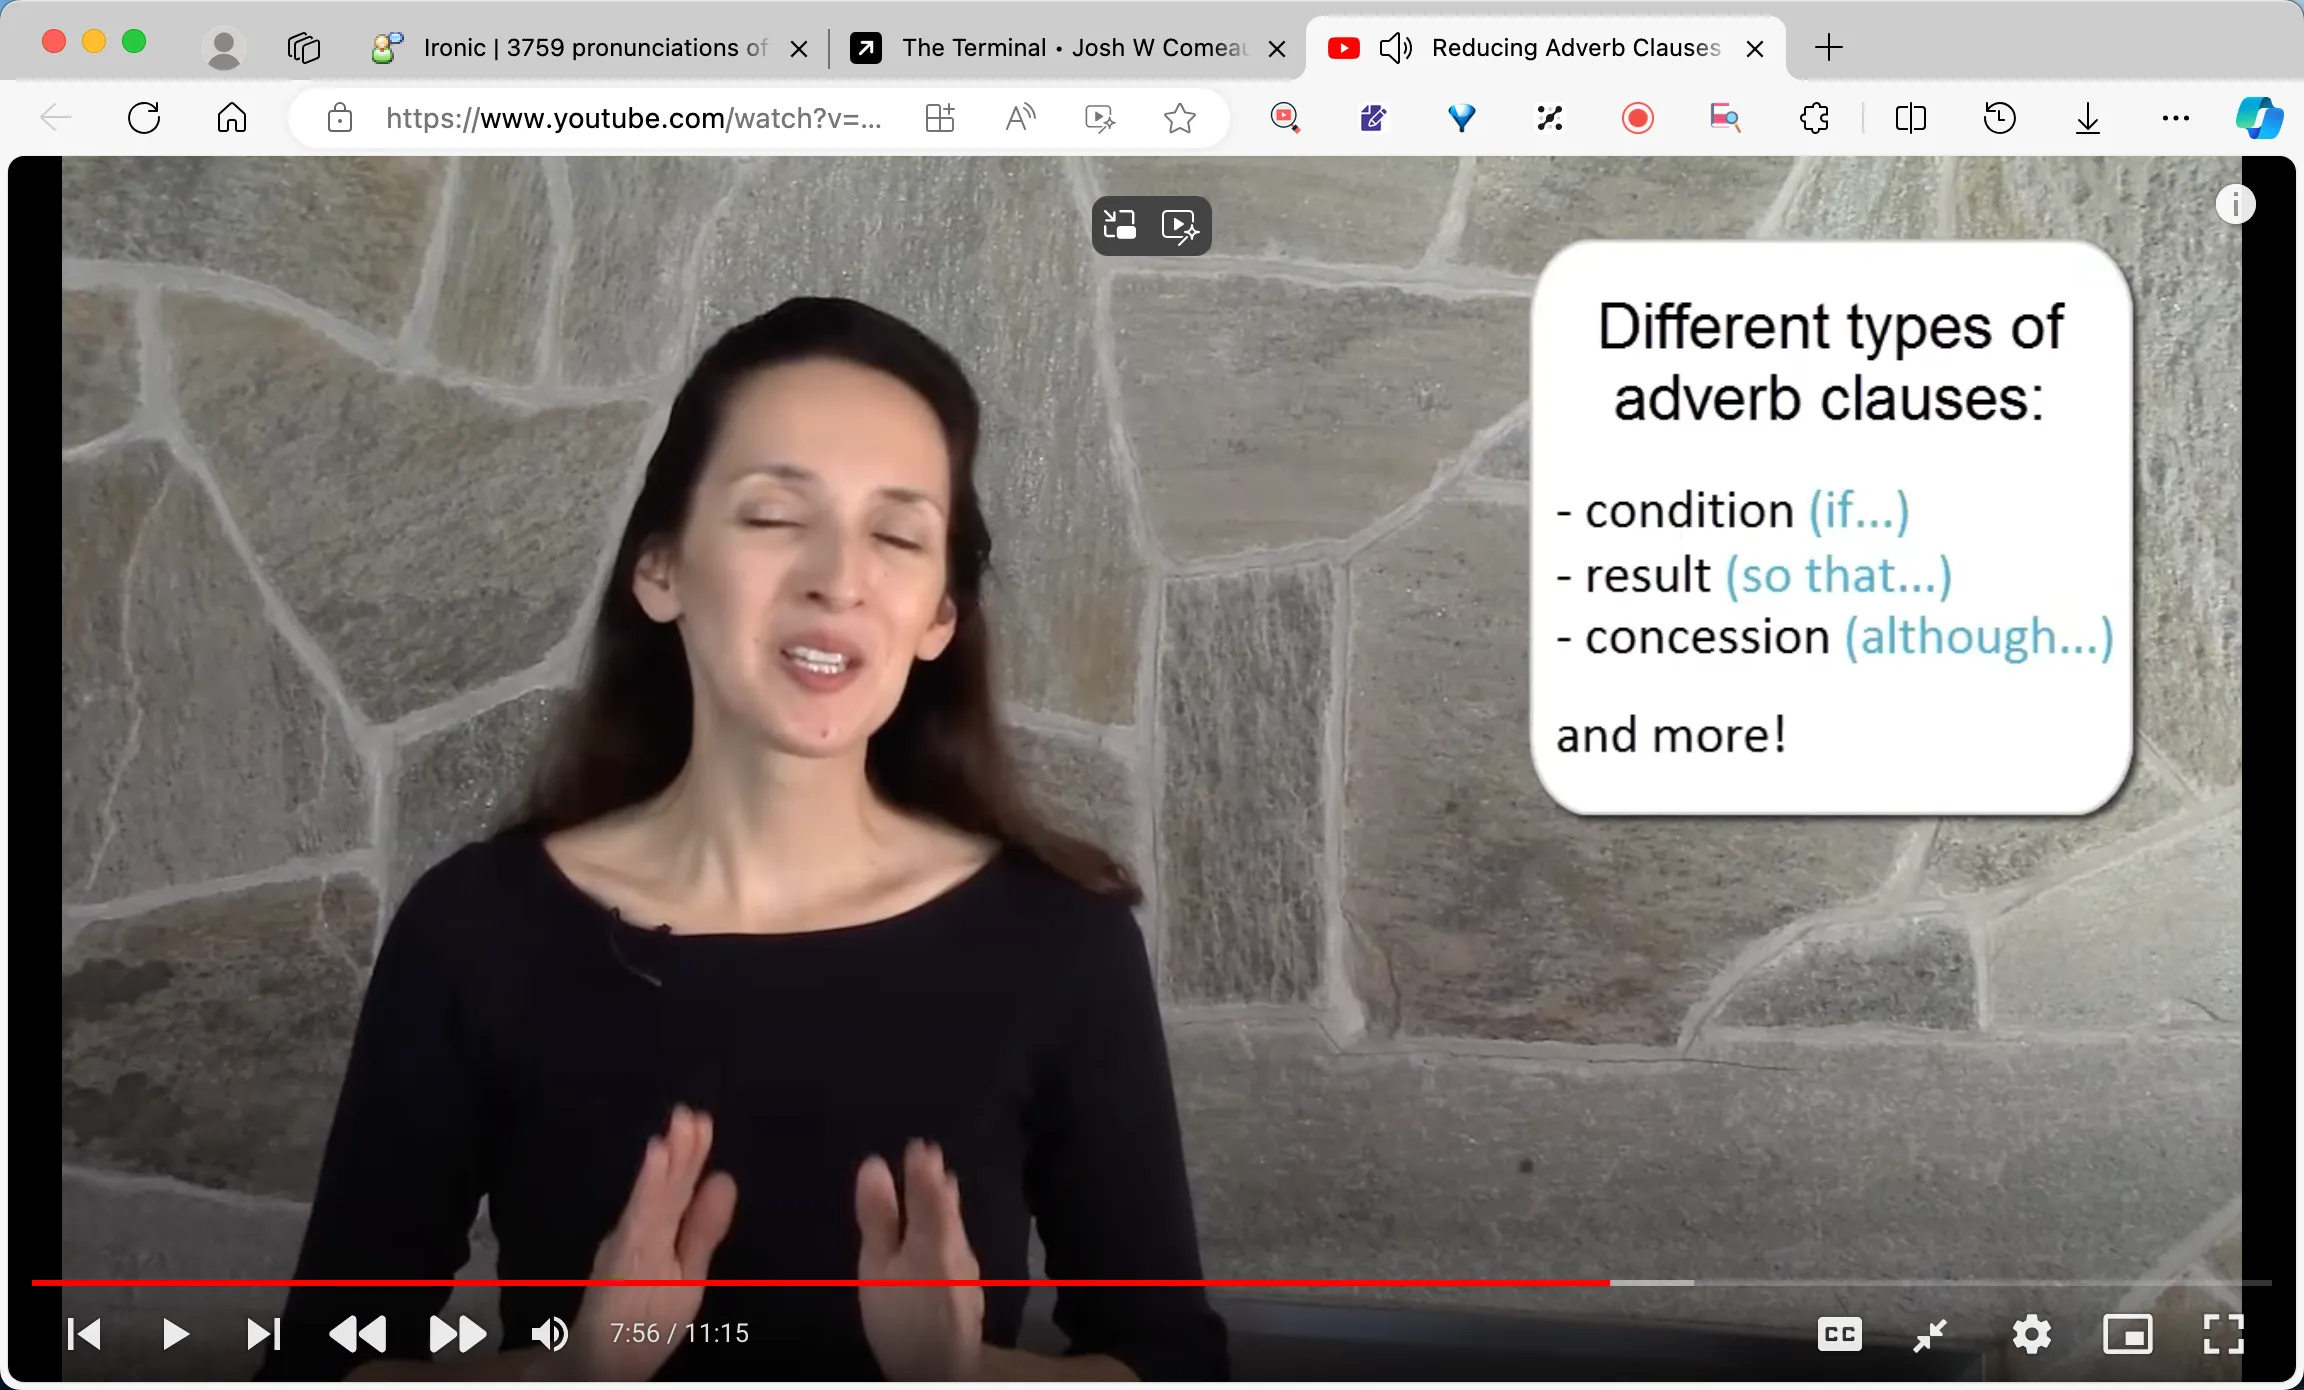 Ironic | 3759 pronunciations of
The Terminal • Josh W Comeau
Reducing Adverb Clauses
https://www.youtube.com/watch?v=...
Different types of
adverb clauses:
- condition (if...)
- result (so that...)
- concession (although...)
and more!
7:56 / 11:15
CC